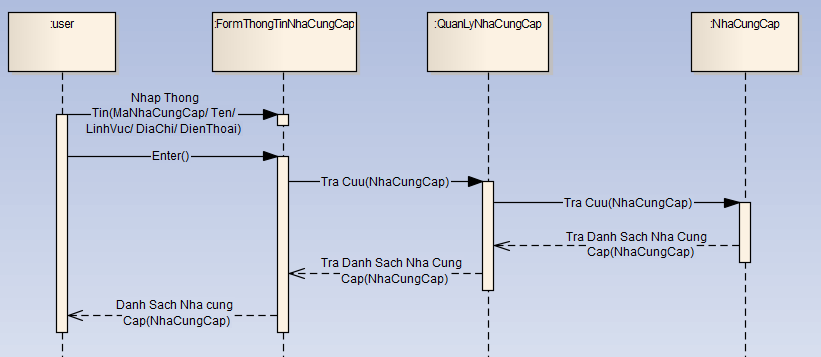 :user
:FormThongTinNhaCungCap
:QuanLyNhaCungCap
:NhaCungCap
Nhap Thong
Tin(MaNhaCungCap/ Ten/
LinhVuc/ DiaChi/ DienThoai)
Enter()
Tra Cuu(NhaCungCap)
Tra Cuu(NhaCungCap)
Tra Danh Sach Nha Cung
Cap(NhaCungCap)
Tra Danh Sach Nha Cung
Cap(NhaCungCap)
Danh Sach Nha cung
Cap(NhaCungCap)